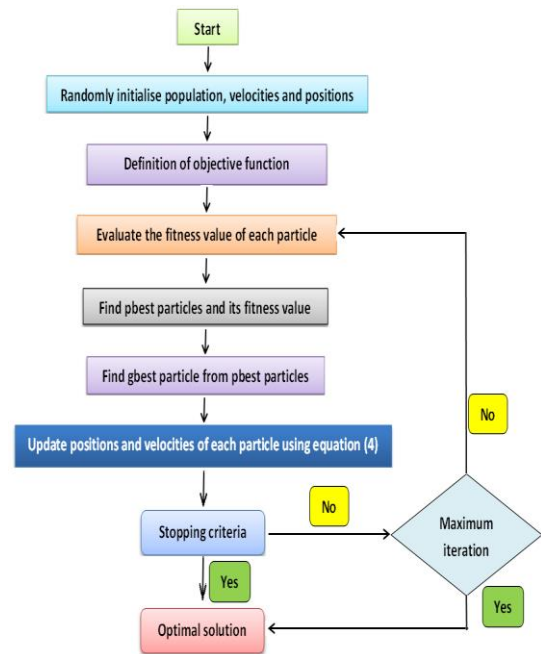 Start
Randomly initialise population, velocities and positions
Definition of objective function
Evaluate the fitness value of each particle
Find pbest particles and its fitness value
Find gbest particle from pbest particles
No
Update positions and velocities of each particle using equation (4)
No
Stopping criteria
Maximum
iteration
Yes
Yes
Optimal solution